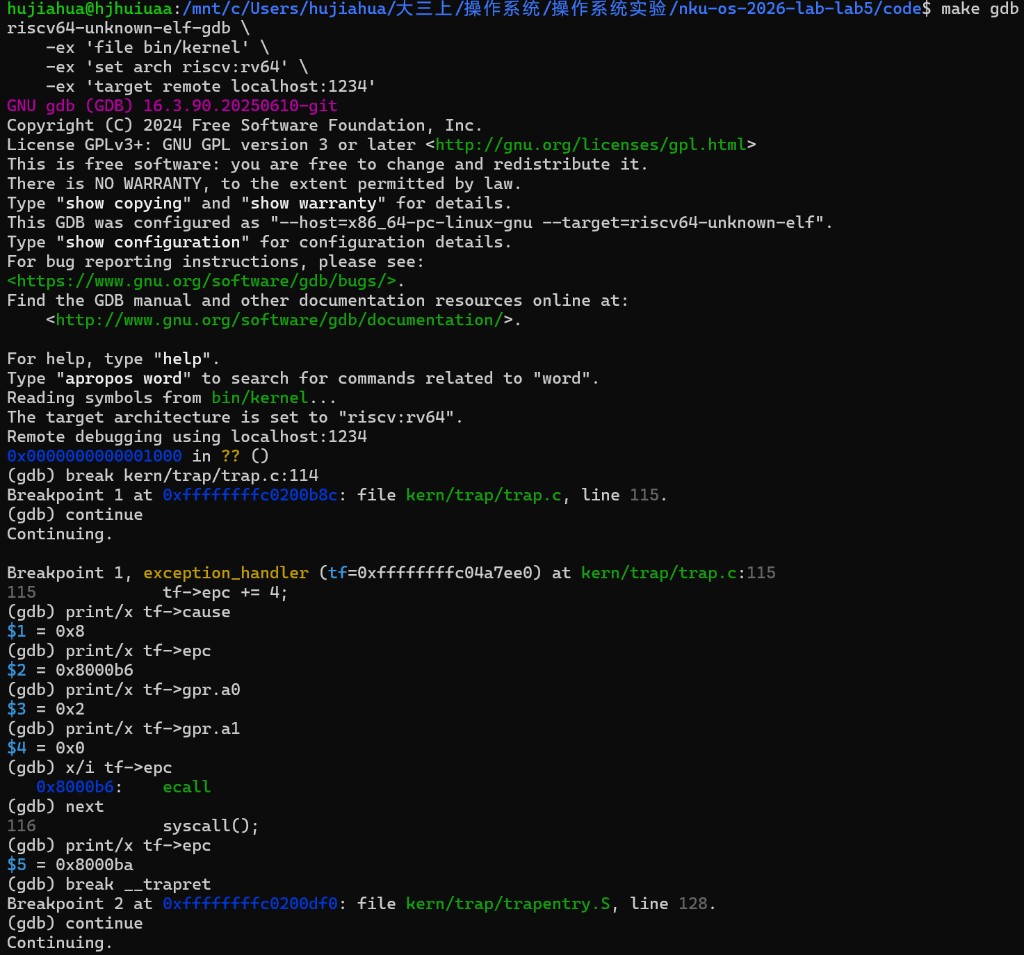 hujiahua@hjhuiuaa:/mnt/c/Users/hujiahua/大三上/操作系统/操作系统实验/nku-os-2026-lab-lab5/code$ make gdb
riscv64-unknown-elf-gdb \
    -ex 'file bin/kernel' \
    -ex 'set arch riscv:rv64' \
    -ex 'target remote localhost:1234'
GNU gdb (GDB) 16.3.90.20250610-git
Copyright (C) 2024 Free Software Foundation, Inc.
License GPLv3+: GNU GPL version 3 or later <http://gnu.org/licenses/gpl.html>
This is free software: you are free to change and redistribute it.
There is NO WARRANTY, to the extent permitted by law.
Type "show copying" and "show warranty" for details.
This GDB was configured as "--host=x86_64-pc-linux-gnu --target=riscv64-unknown-elf".
Type "show configuration" for configuration details.
For bug reporting instructions, please see:
<https://www.gnu.org/software/gdb/bugs/>.
Find the GDB manual and other documentation resources online at:
    <http://www.gnu.org/software/gdb/documentation/>.

For help, type "help".
Type "apropos word" to search for commands related to "word".
Reading symbols from bin/kernel...
The target architecture is set to "riscv:rv64".
Remote debugging using localhost:1234
0x0000000000001000 in ?? ()
(gdb) break kern/trap/trap.c:114
Breakpoint 1 at 0xffffffffc0200b8c: file kern/trap/trap.c, line 115.
(gdb) continue
Continuing.

Breakpoint 1, exception_handler (tf=0xffffffffc04a7ee0) at kern/trap/trap.c:115
115             tf->epc += 4;
(gdb) print/x tf->cause
$1 = 0x8
(gdb) print/x tf->epc
$2 = 0x8000b6
(gdb) print/x tf->gpr.a0
$3 = 0x2
(gdb) print/x tf->gpr.a1
$4 = 0x0
(gdb) x/i tf->epc
   0x8000b6:    ecall
(gdb) next
116             syscall();
(gdb) print/x tf->epc
$5 = 0x8000ba
(gdb) break __trapret
Breakpoint 2 at 0xffffffffc0200df0: file kern/trap/trapentry.S, line 128.
(gdb) continue
Continuing.